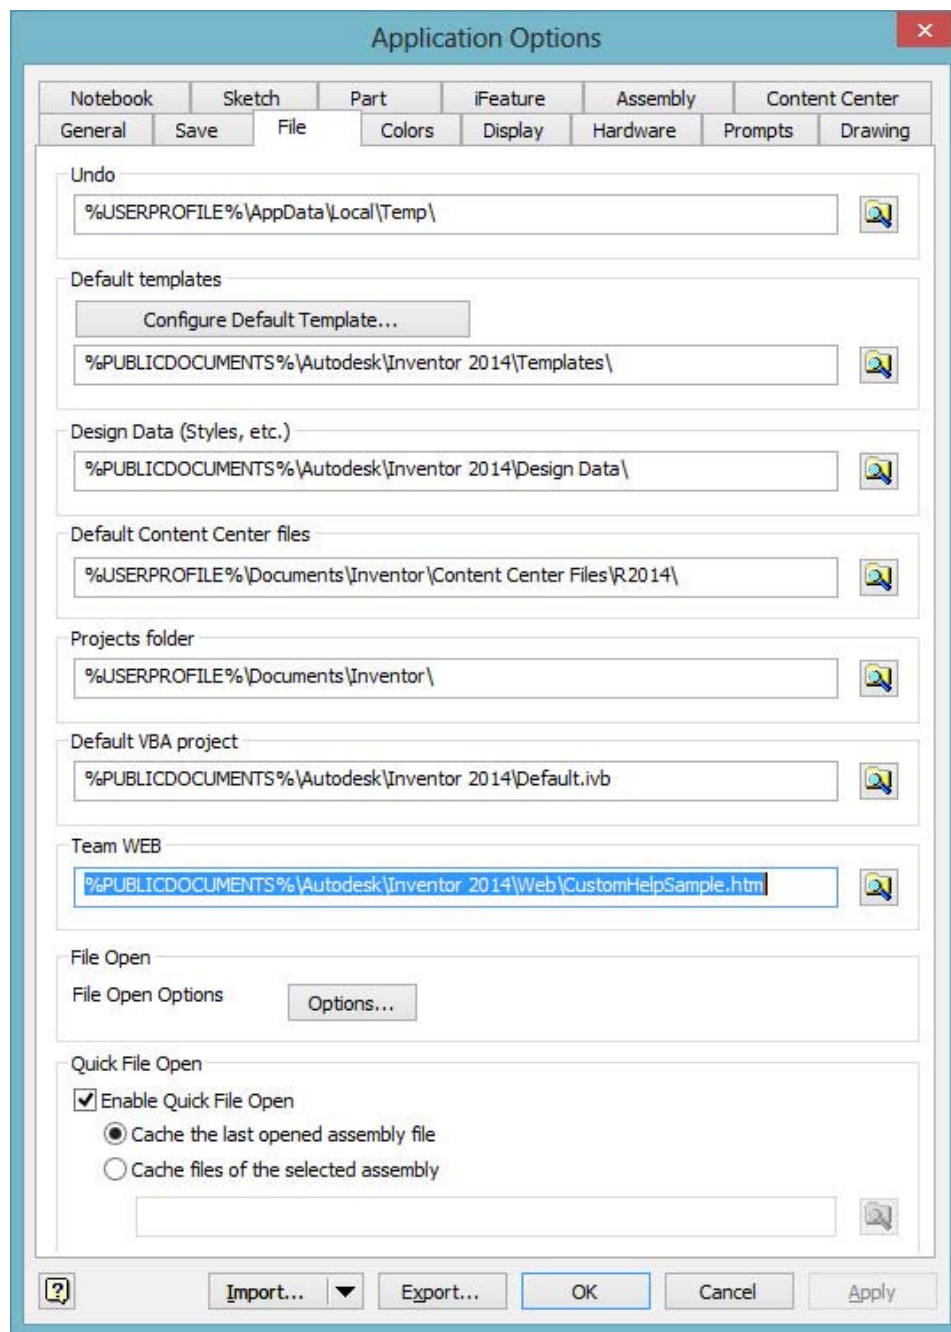 Application Options
Notebook Sketch Part iFeature Assembly Content Center
General Save File Colors Display Hardware Prompts Drawing
Undo
%USERPROFILE%\AppData\Local\Temp\
Default templates
Configure Default Template...
%PUBLICDOCUMENTS%\Autodesk\Inventor 2014\Templates\
Design Data (Styles, etc.)
%PUBLICDOCUMENTS%\Autodesk\Inventor 2014\Design Data\
Default Content Center files
%USERPROFILE%\Documents\Inventor\Content Center Files\R2014\
Projects folder
%USERPROFILE%\Documents\Inventor\
Default VBA project
%PUBLICDOCUMENTS%\Autodesk\Inventor 2014\Default.ivb
Team WEB
%PUBLICDOCUMENTS%\Autodesk\Inventor 2014\Web\CustomHelpSample.htm
File Open
File Open Options Options...
Quick File Open
Enable Quick File Open
Cache the last opened assembly file
Cache files of the selected assembly
Import... Export... OK Cancel Apply